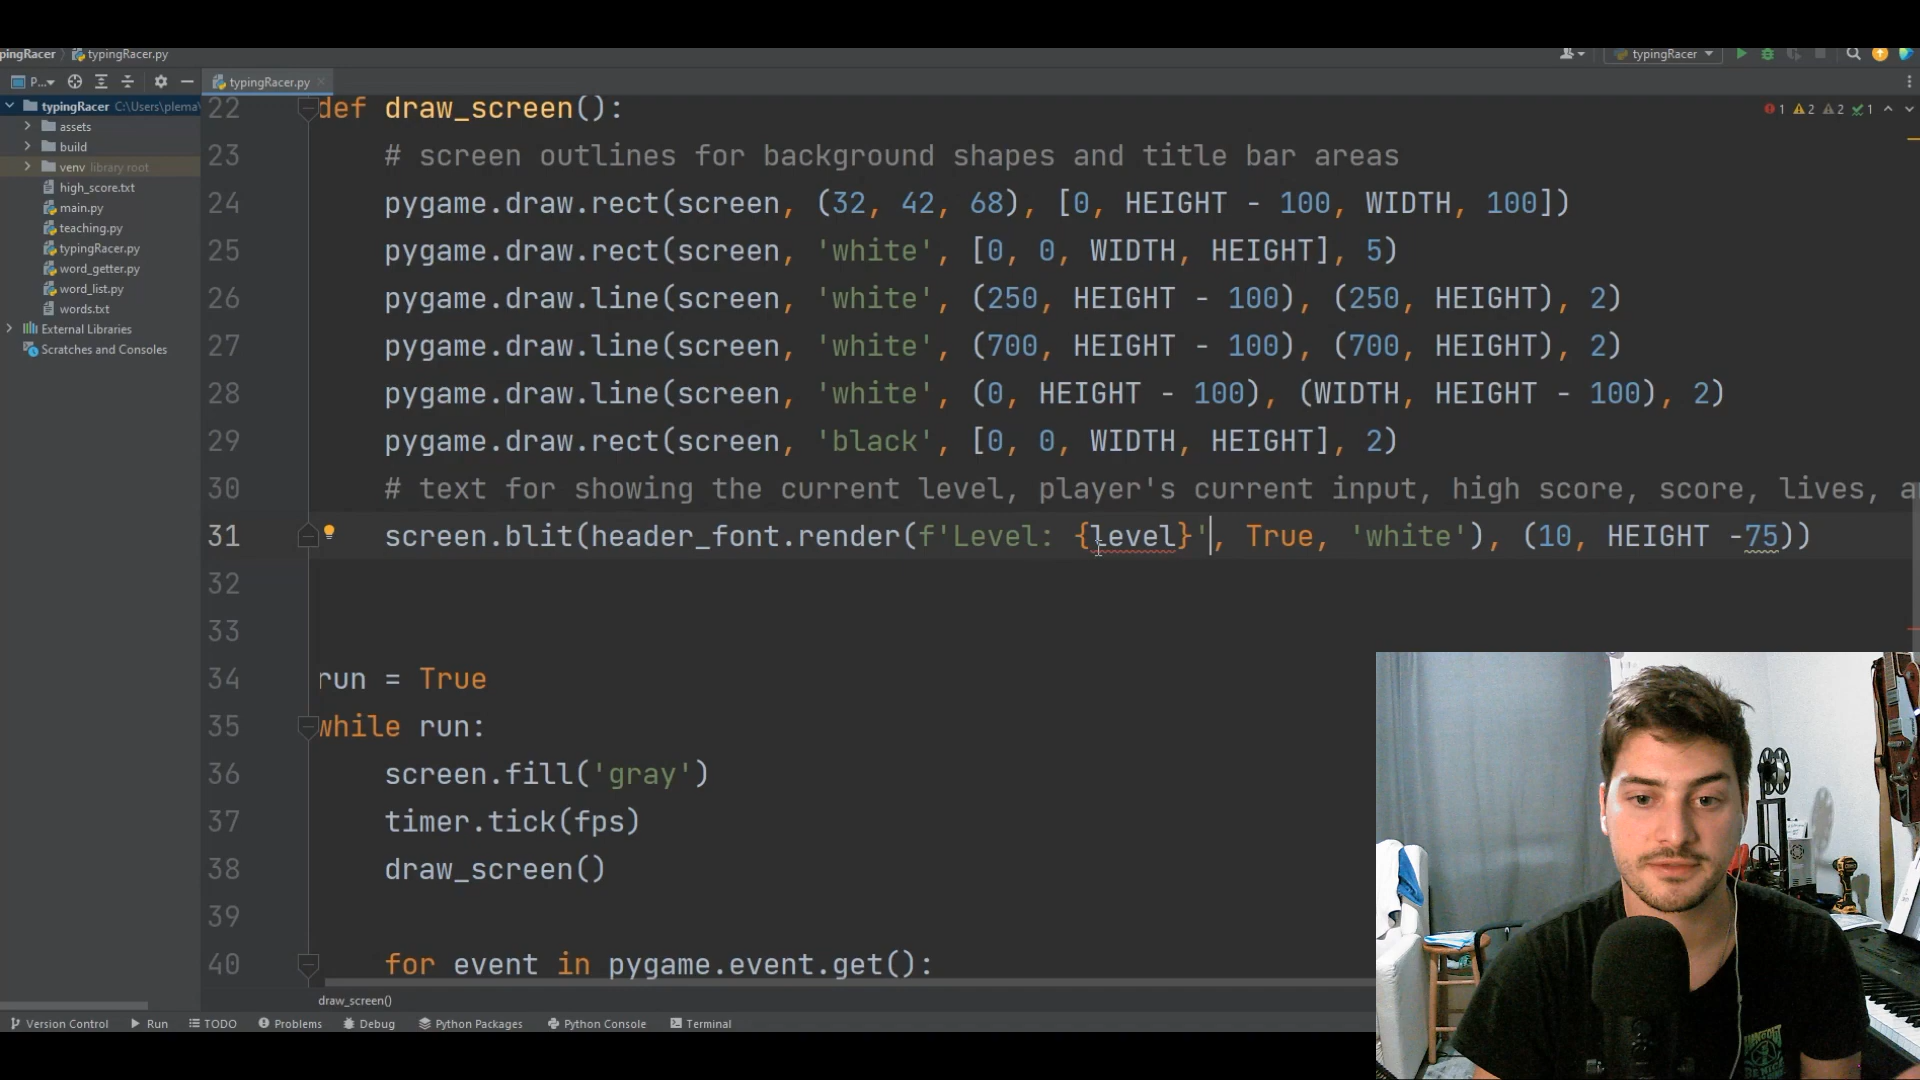 pingRacer typingRacer.py typingRacer
P... typingRacer.py
typingRacer C:\Users\plema\
assets
build
venv library root
high_score.txt
main.py
teaching.py
typingRacer.py
word_getter.py
word_list.py
words.txt
External Libraries
Scratches and Consoles
1 2 2 1
22 def draw_screen():
23 # screen outlines for background shapes and title bar areas
24 pygame.draw.rect(screen, (32, 42, 68), [0, HEIGHT - 100, WIDTH, 100])
25 pygame.draw.rect(screen, 'white', [0, 0, WIDTH, HEIGHT], 5)
26 pygame.draw.line(screen, 'white', (250, HEIGHT - 100), (250, HEIGHT), 2)
27 pygame.draw.line(screen, 'white', (700, HEIGHT - 100), (700, HEIGHT), 2)
28 pygame.draw.line(screen, 'white', (0, HEIGHT - 100), (WIDTH, HEIGHT - 100), 2)
29 pygame.draw.rect(screen, 'black', [0, 0, WIDTH, HEIGHT], 2)
30 # text for showing the current level, player's current input, high score, score, lives, a
31 screen.blit(header_font.render(f'Level: {level}', True, 'white'), (10, HEIGHT -75))
32
33
34 run = True
35 while run:
36 screen.fill('gray')
37 timer.tick(fps)
38 draw_screen()
39
40 for event in pygame.event.get():
draw_screen()
Version Control Run TODO Problems Debug Python Packages Python Console Terminal